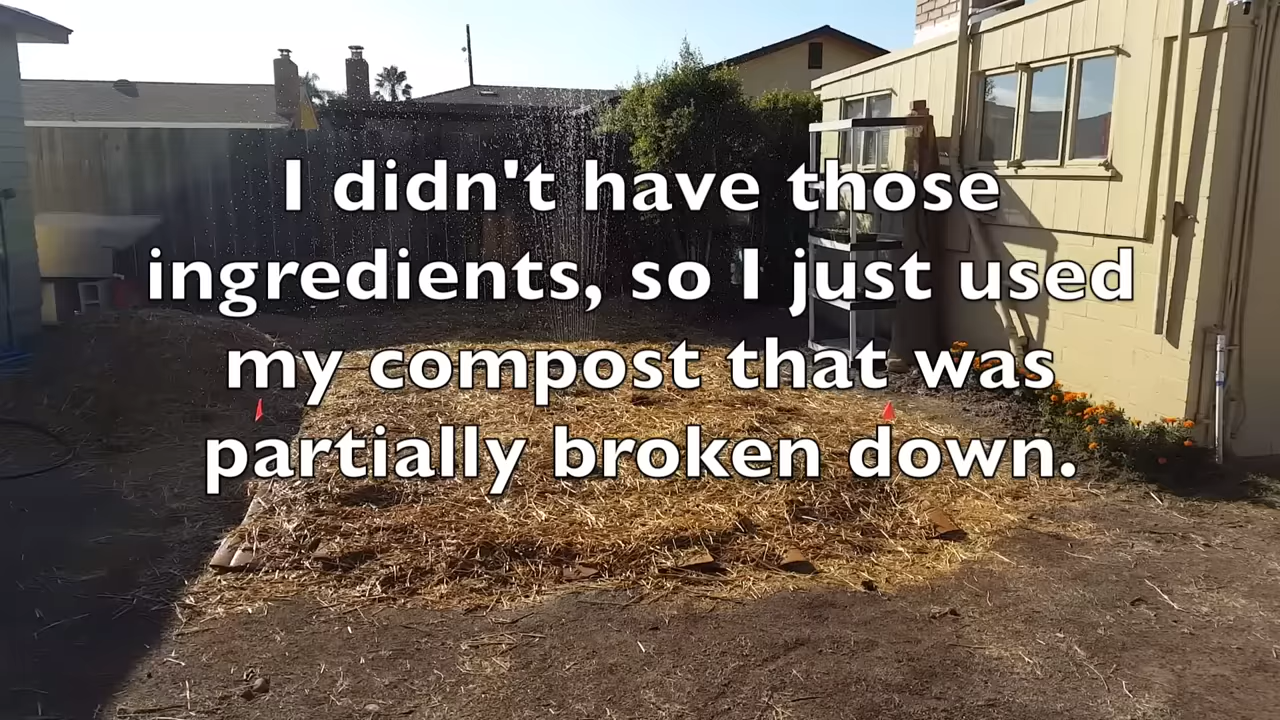 I didn't have those
ingredients, so I just used
my compost that was
partially broken down.